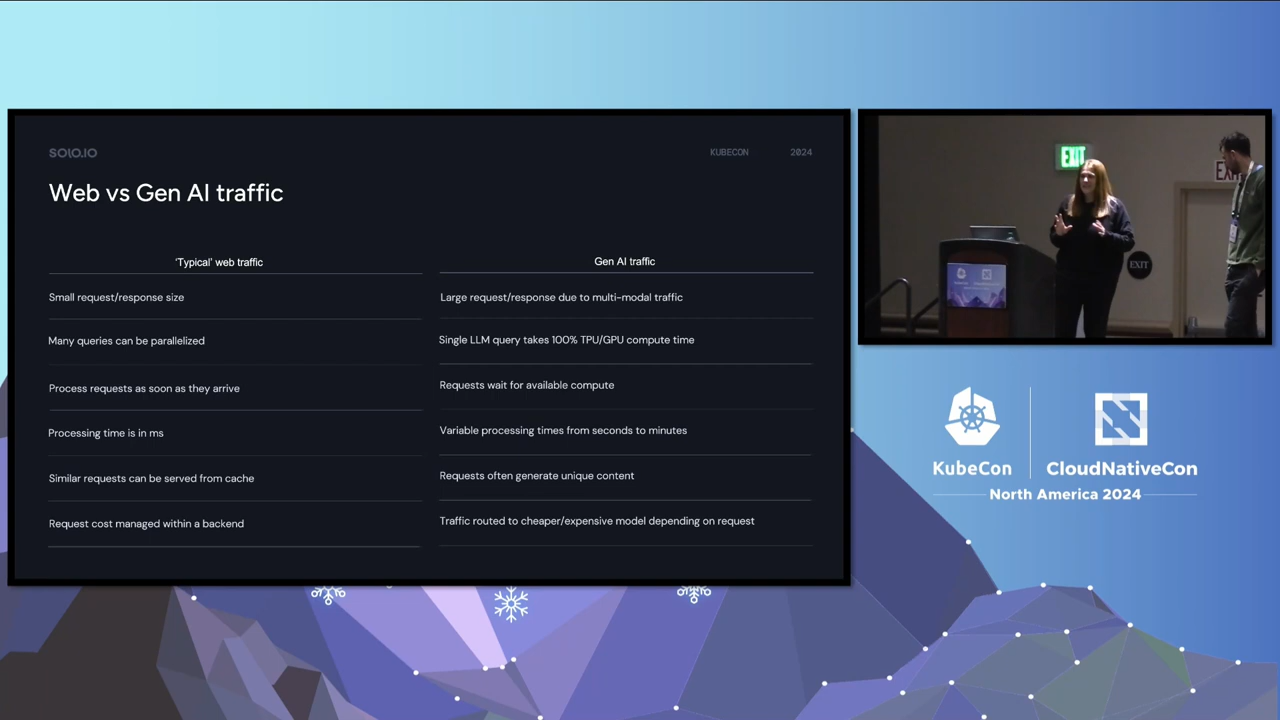 SOLO.IO
KUBECON 2024
Web vs Gen AI traffic
'Typical' web traffic
Gen AI traffic
Small request/response size
Large request/response due to multi-modal traffic
Many queries can be parallelized
Single LLM query takes 100% TPU/GPU compute time
Process requests as soon as they arrive
Requests wait for available compute
Processing time is in ms
Variable processing times from seconds to minutes
Similar requests can be served from cache
Requests often generate unique content
Request cost managed within a backend
Traffic routed to cheaper/expensive model depending on request
EXIT
EXIT
KubeCon
CloudNativeCon
North America 2024